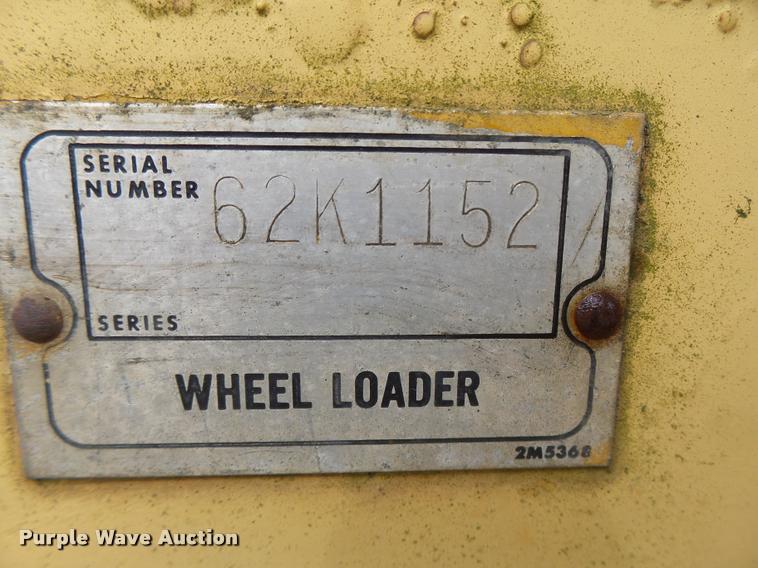 SERIAL
NUMBER 62K1152
SERIES
WHEEL LOADER
2M5368
Purple Wave Auction